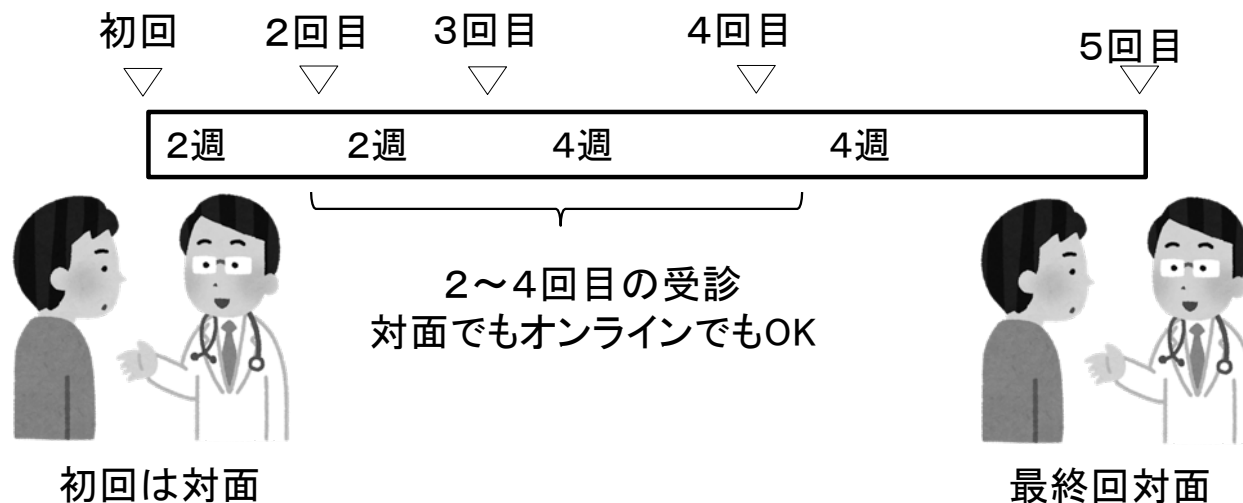 初回 2回目 3回目 4回目 5回目
2週 2週 4週 4週
2～4回目の受診
対面でもオンラインでもOK
初回は対面 最終回対面